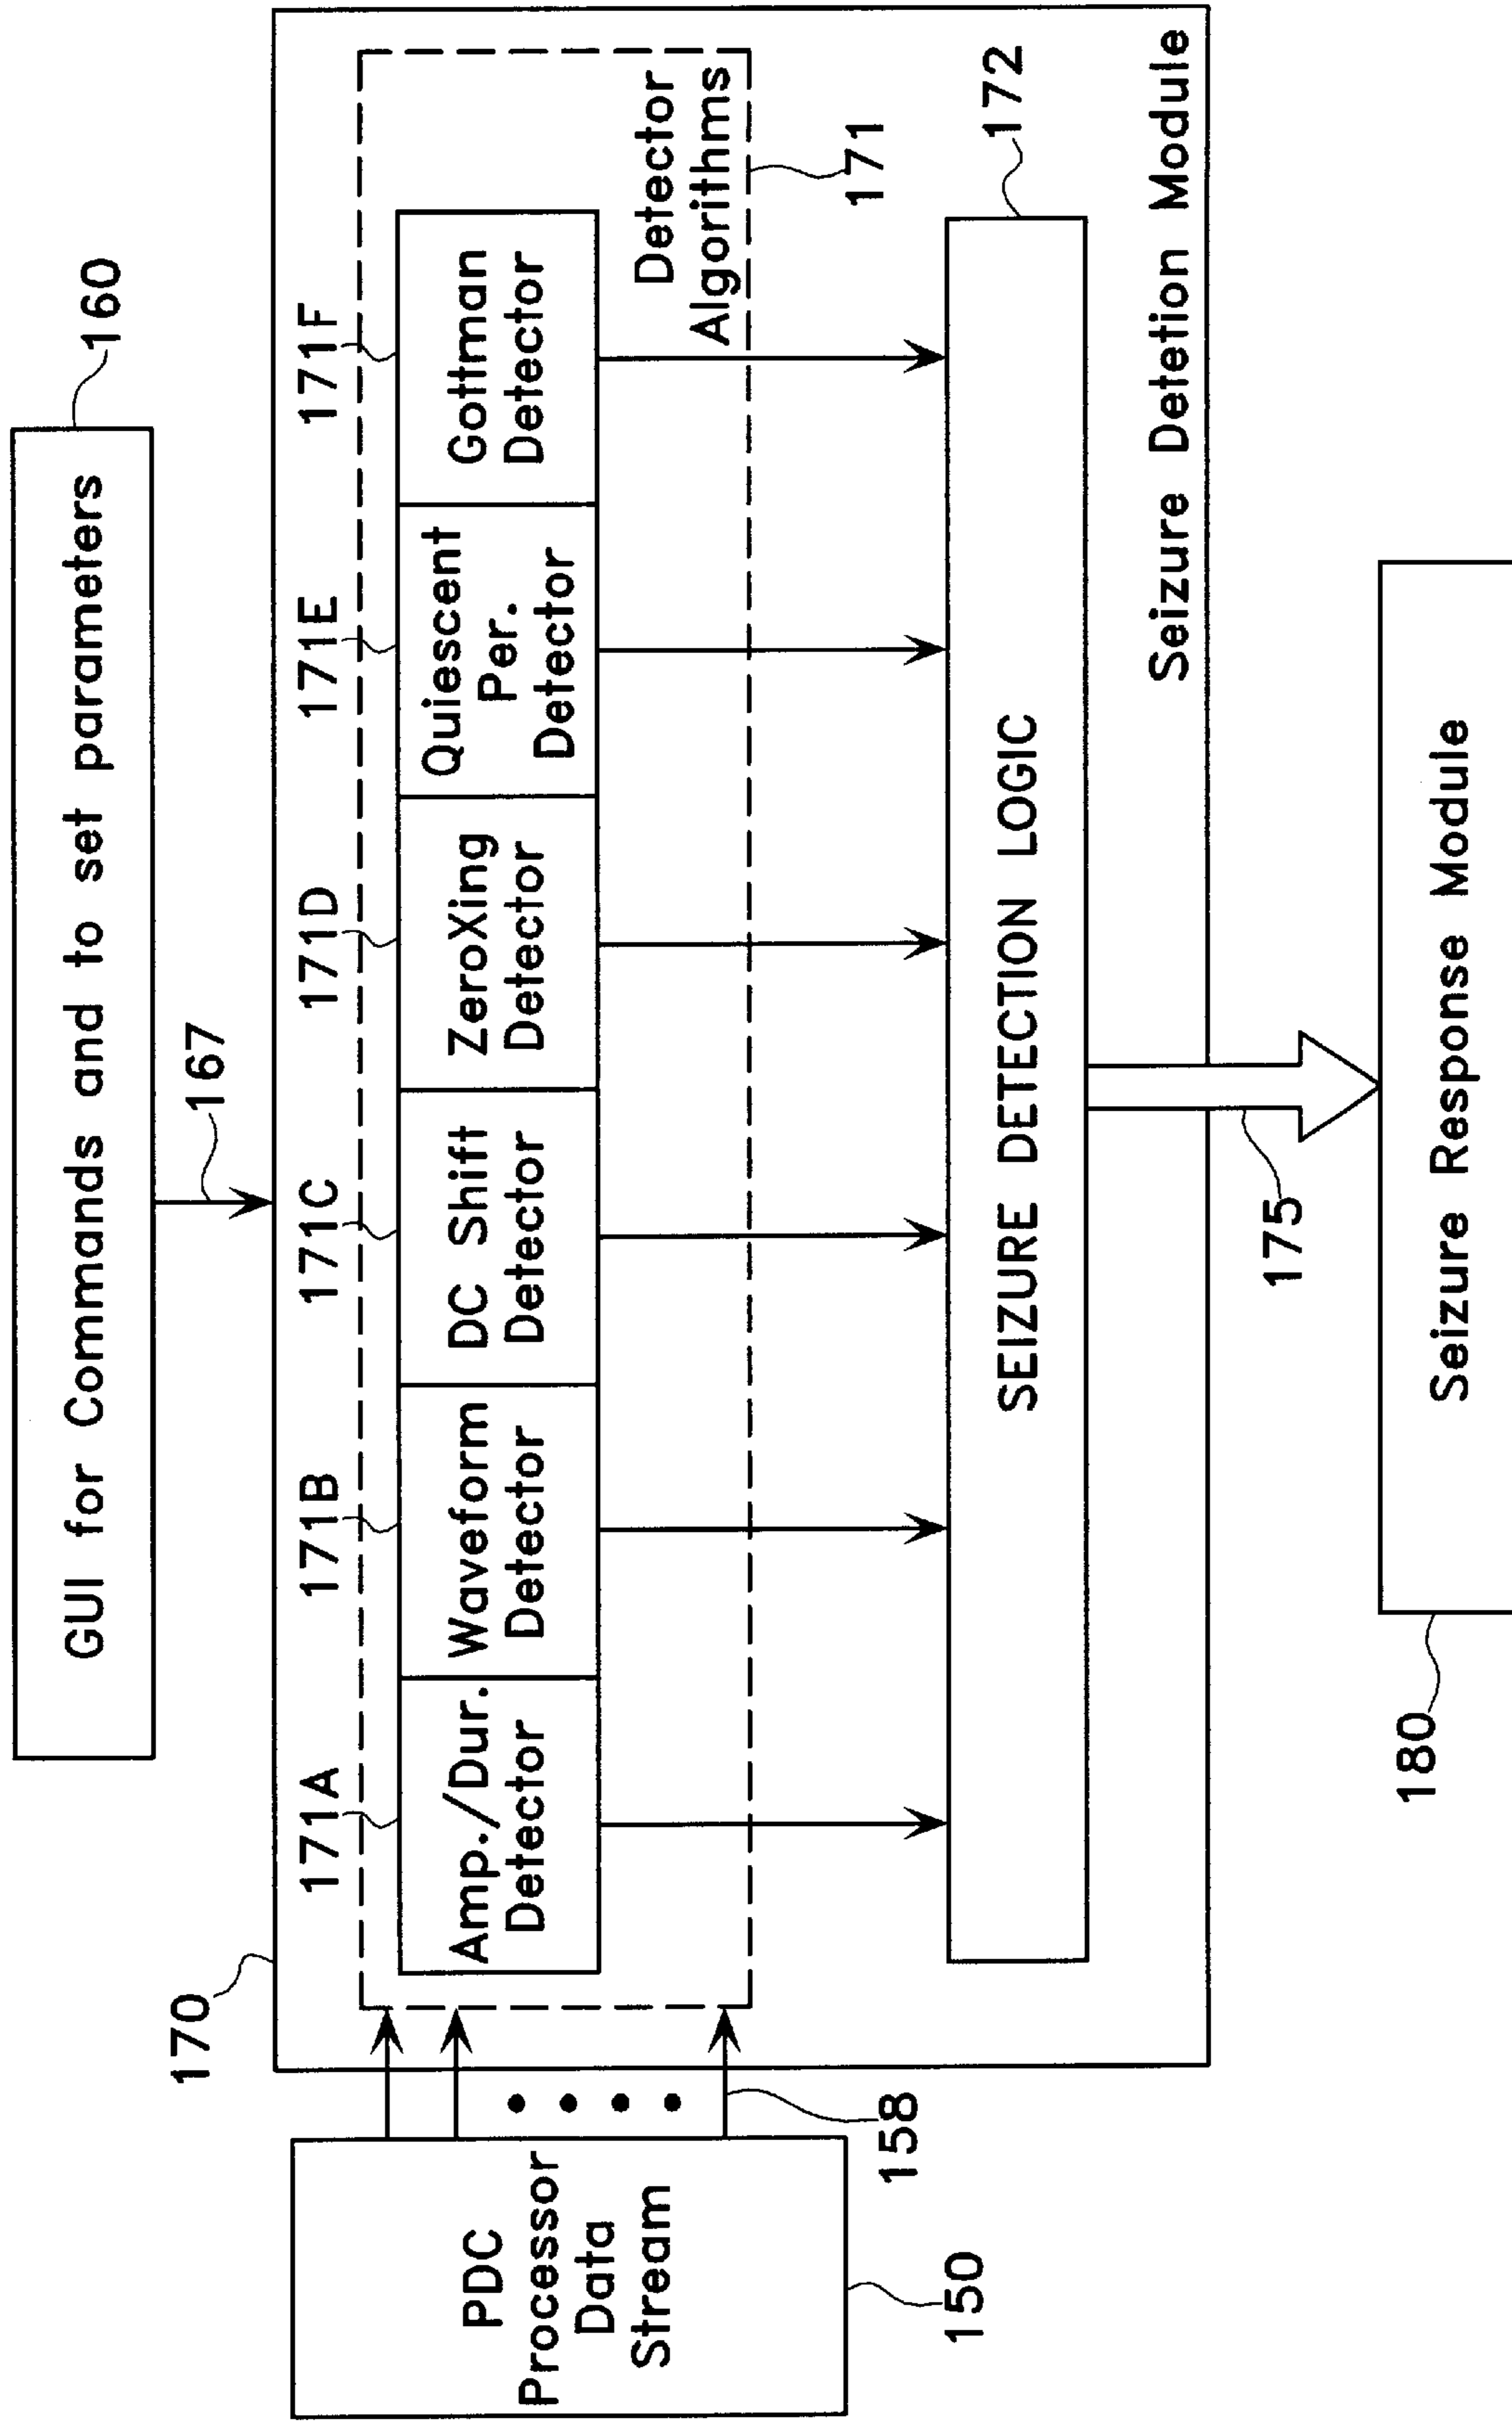 GUI for Commands and to set parameters
160
167
170
171A
171B
171C
171D
171E
171F
Amp./Dur.
Detector
Waveform
Detector
DC Shift
Detector
ZeroXing
Detector
Quiescent
Per.
Detector
Gottman
Detector
Detector
Algorithms
171
PDC
Processor
Data
Stream
158
150
172
SEIZURE DETECTION LOGIC
Seizure Detetion Module
175
180
Seizure Response Module